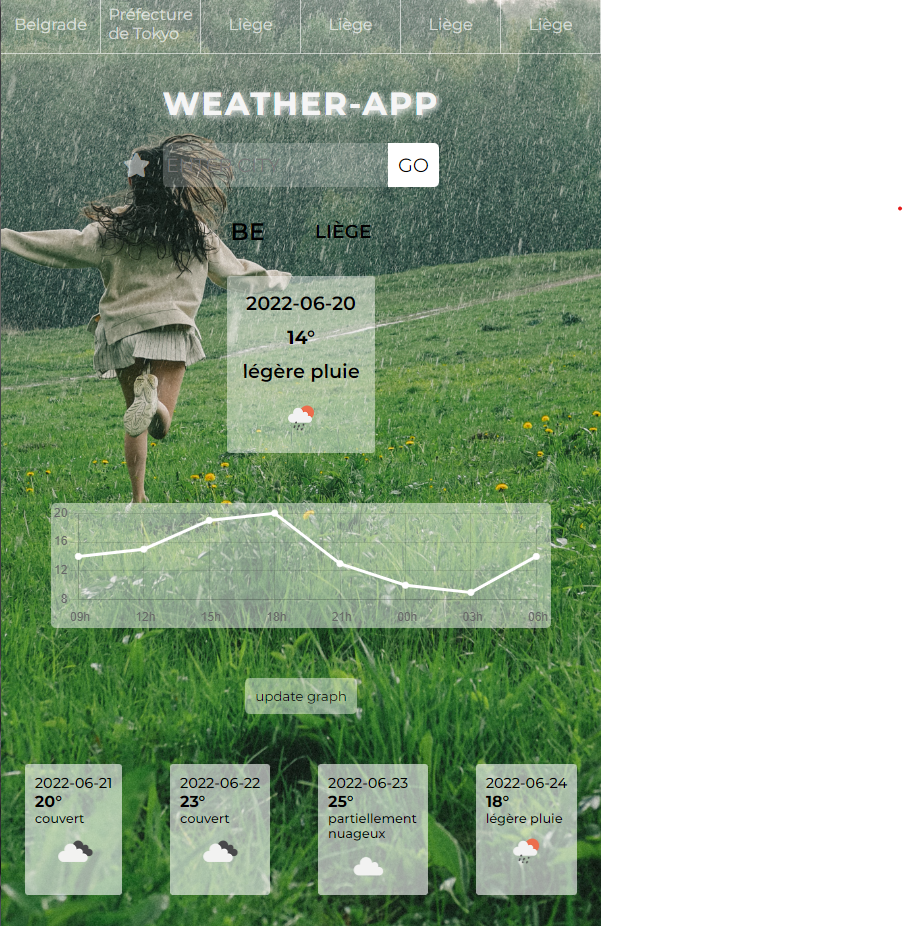 Belgrade
Préfecture
de Tokyo
Liège
Liège
Liège
Liège
WEATHER-APP
GO
BE
LIÈGE
2022-06-20
14°
légère pluie
20
16
12
8
09h 12h 15h 18h 21h 00h 03h 06h
update graph
2022-06-21
20°
couvert
2022-06-22
23°
couvert
2022-06-23
25°
partiellement
nuageux
2022-06-24
18°
légère pluie